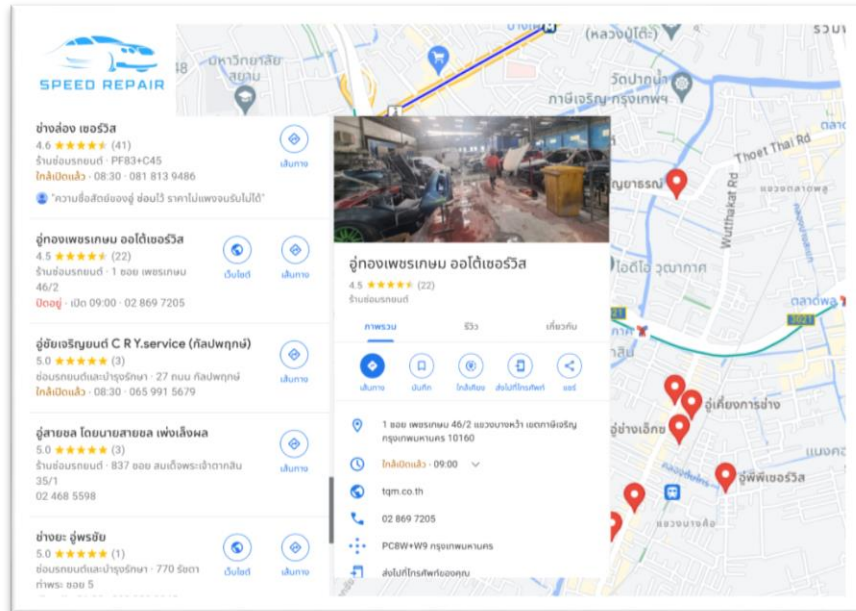 SPEED REPAIR
ช่างล่อง เซอร์วิส
4.6 ★★★★★ (41)
ร้านซ่อมรถยนต์ · PF83+C45
ใกล้เปิดแล้ว · 08:30 · 081 813 9486
"ความซื่อสัตย์ของอู่ ซ่อมไว้ ราคาไม่แพงจนรับไม่ได้"
เส้นทาง
อู่ทองเพชรเกษม ออโต้เซอร์วิส
4.5 ★★★★★ (22)
ร้านซ่อมรถยนต์ · 1 ซอย เพชรเกษม
46/2
ปิดอยู่ · เปิด 09:00 · 02 869 7205
เว็บไซต์
เส้นทาง
อู่ชัยเจริญยนต์ C R Y.service (กัลปพฤกษ์)
5.0 ★★★★★ (3)
ซ่อมรถยนต์และบำรุงรักษา · 27 ถนน กัลปพฤกษ์
ใกล้เปิดแล้ว · 08:30 · 065 991 5679
เส้นทาง
อู่สายชล โดยนายสายชล เพ่งเล็งผล
5.0 ★★★★★ (3)
ร้านซ่อมรถยนต์ · 837 ซอย สมเด็จพระเจ้าตากสิน
35/1
02 468 5598
เส้นทาง
ช่างยะ อู่พรชัย
5.0 ★★★★★ (1)
ซ่อมรถยนต์และบำรุงรักษา · 770 รัชดา
ท่าพระ ซอย 5
เว็บไซต์
เส้นทาง
อู่ทองเพชรเกษม ออโต้เซอร์วิส
4.5 ★★★★★ (22)
ร้านซ่อมรถยนต์
ภาพรวม
รีวิว
เกี่ยวกับ
เส้นทาง
บันทึก
ใกล้เคียง
ส่งไปที่โทรศัพท์
แชร์
1 ซอย เพชรเกษม 46/2 แขวงบางหว้า เขตภาษีเจริญ
กรุงเทพมหานคร 10160
ใกล้เปิดแล้ว · 09:00
tqm.co.th
02 869 7205
PC8W+W9 กรุงเทพมหานคร
ส่งไปที่โทรศัพท์ของคุณ
มหาวิทยาลัย
สยาม
(หลวงปู่โต๊ะ)
วัดปากน้ำ
ภาษีเจริญ กรุงเทพฯ
Thoet Thai Rd
Wutthakat Rd
แขวงตลาดพลู
ไอดีโอ วุฒากาศ
ตลาดพลู
3021
อู่เคี้ยงการช่าง
อู่ช่างเอ็กซ์
อู่พีพีเซอร์วิส
แขวงบางค้อ